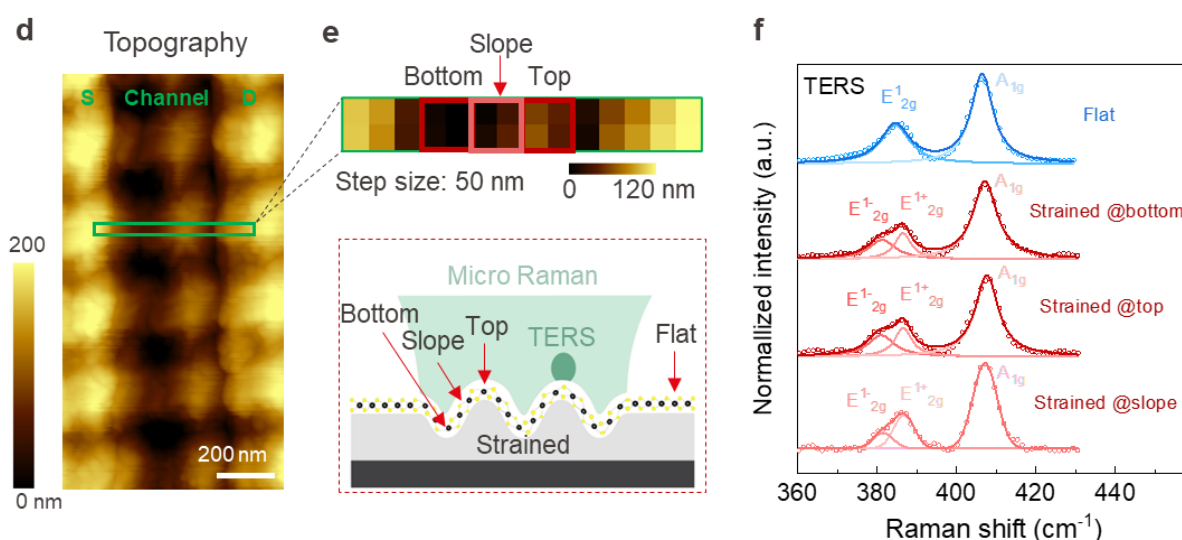 d
Topography
S Channel D
200
0 nm
200 nm
e
Slope
Bottom Top
Step size: 50 nm
0 120 nm
Micro Raman
Bottom
Slope
Top
TERS
Flat
Strained
f
TERS
E¹₂g
A₁g
Flat
E¹⁻₂g
E¹⁺₂g
A₁g
Strained @bottom
E¹⁻₂g
E¹⁺₂g
A₁g
Strained @top
E¹⁻₂g
E¹⁺₂g
A₁g
Strained @slope
Normallized intensity (a.u.)
360 380 400 420 440
Raman shift (cm⁻¹)